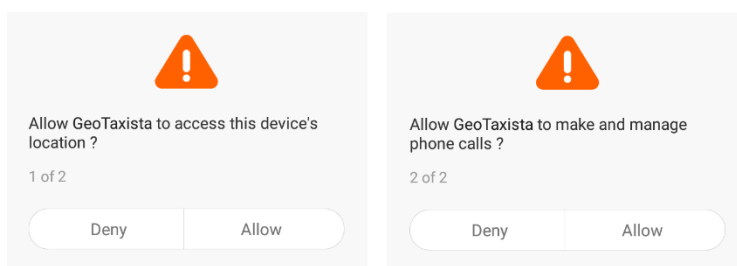 Allow GeoTaxista to access this device's
location ?
1 of 2
Deny
Allow
Allow GeoTaxista to make and manage
phone calls ?
2 of 2
Deny
Allow